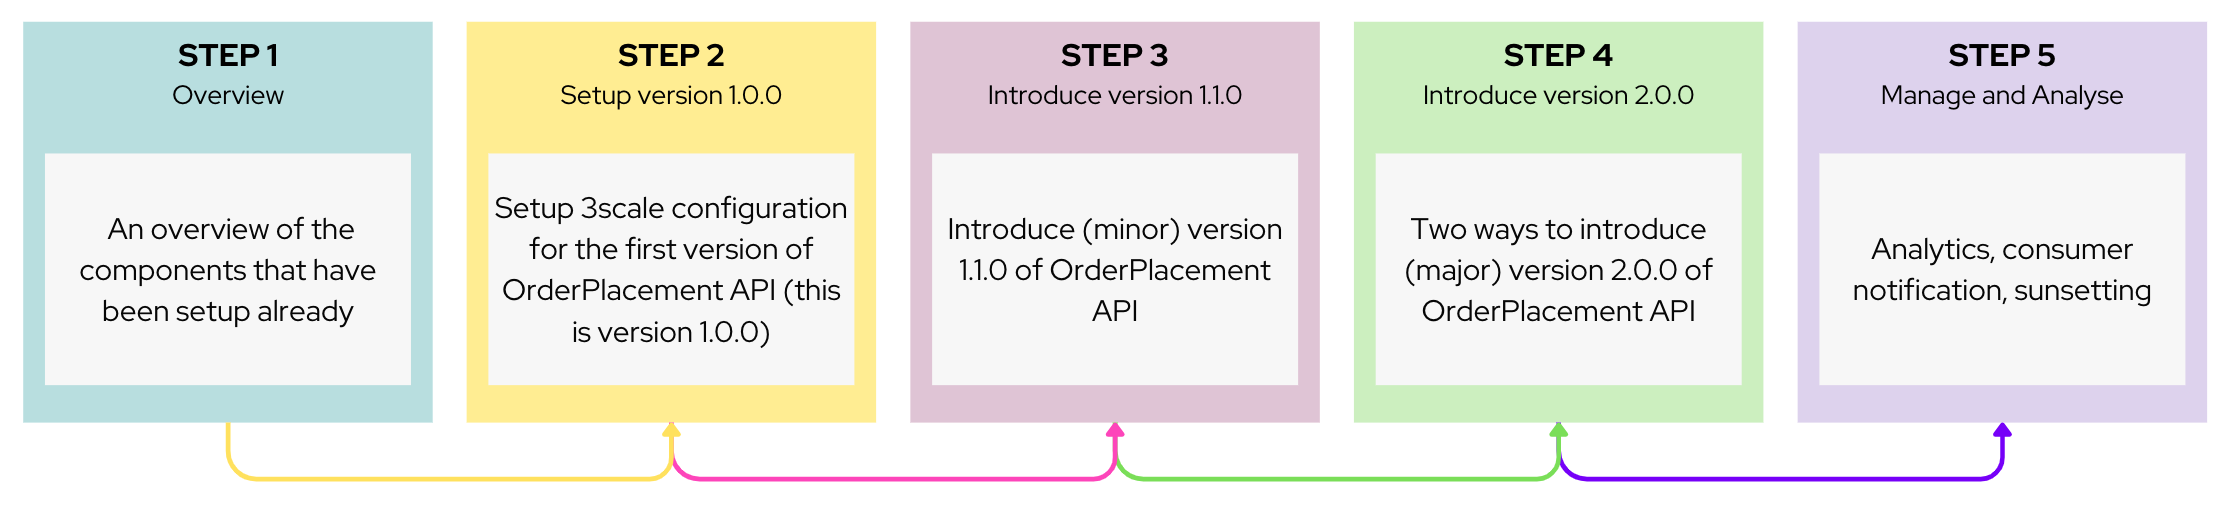 STEP 1
Overview
An overview of the
components that have
been setup already
STEP 2
Setup version 1.0.0
Setup 3scale configuration
for the first version of
OrderPlacement API (this
is version 1.0.0)
STEP 3
Introduce version 1.1.0
Introduce (minor) version
1.1.0 of OrderPlacement
API
STEP 4
Introduce version 2.0.0
Two ways to introduce
(major) version 2.0.0 of
OrderPlacement API
STEP 5
Manage and Analyse
Analytics, consumer
notification, sunsetting